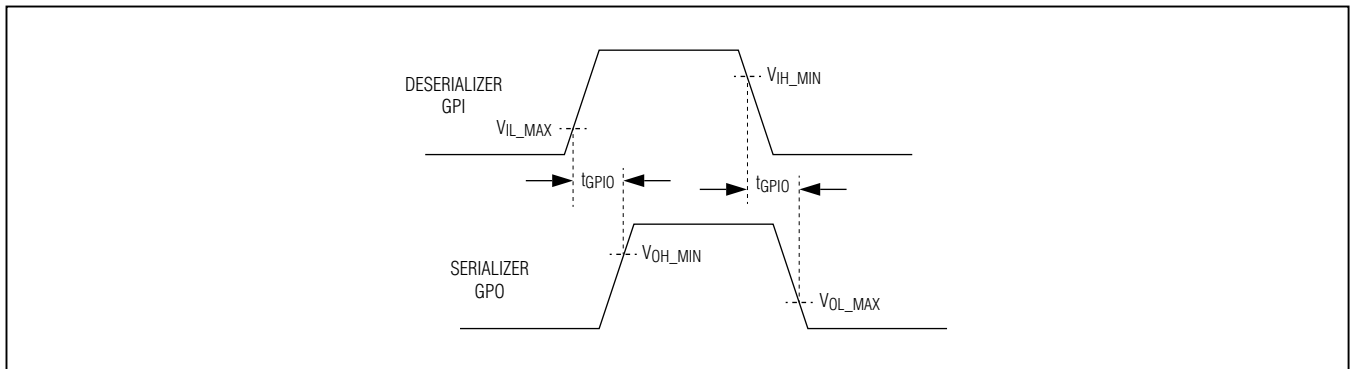 DESERIALIZER
GPI
VIH_MIN
VIL_MAX
tGPIO
tGPIO
SERIALIZER
GPO
VOH_MIN
VOL_MAX